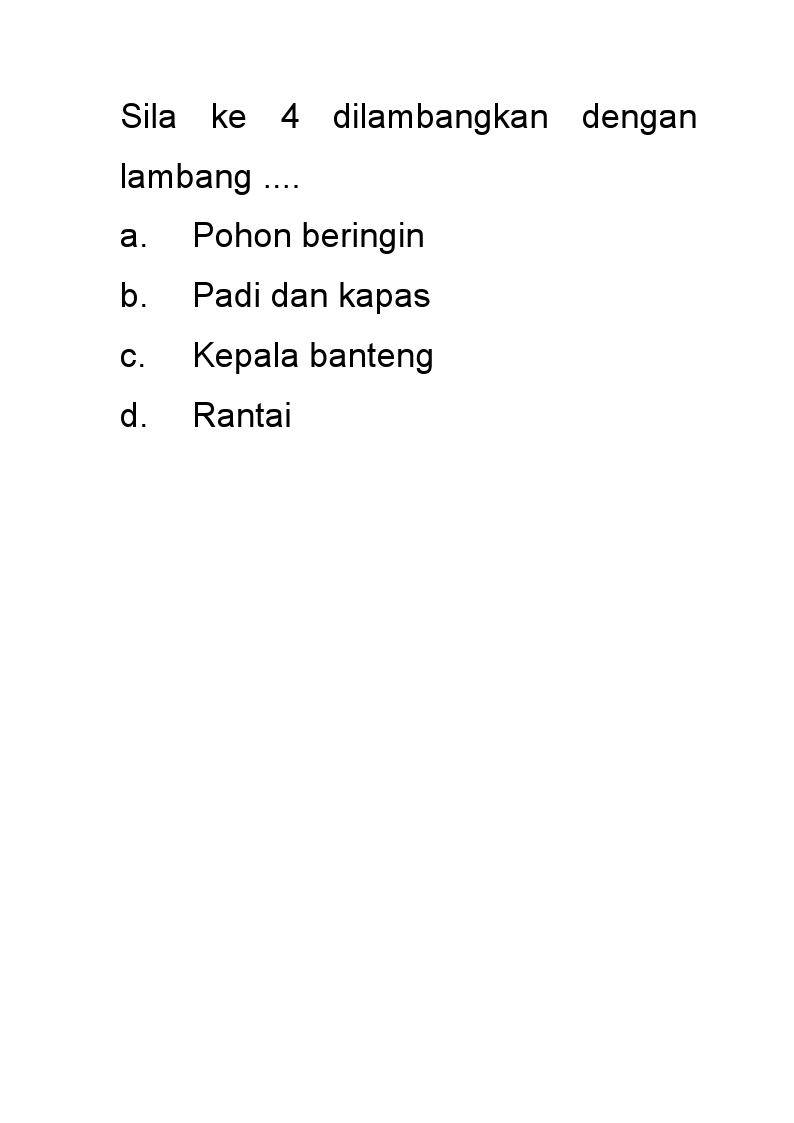 Sila ke 4 dilambangkan dengan
lambang ....
a. Pohon beringin
b. Padi dan kapas
c. Kepala banteng
d. Rantai